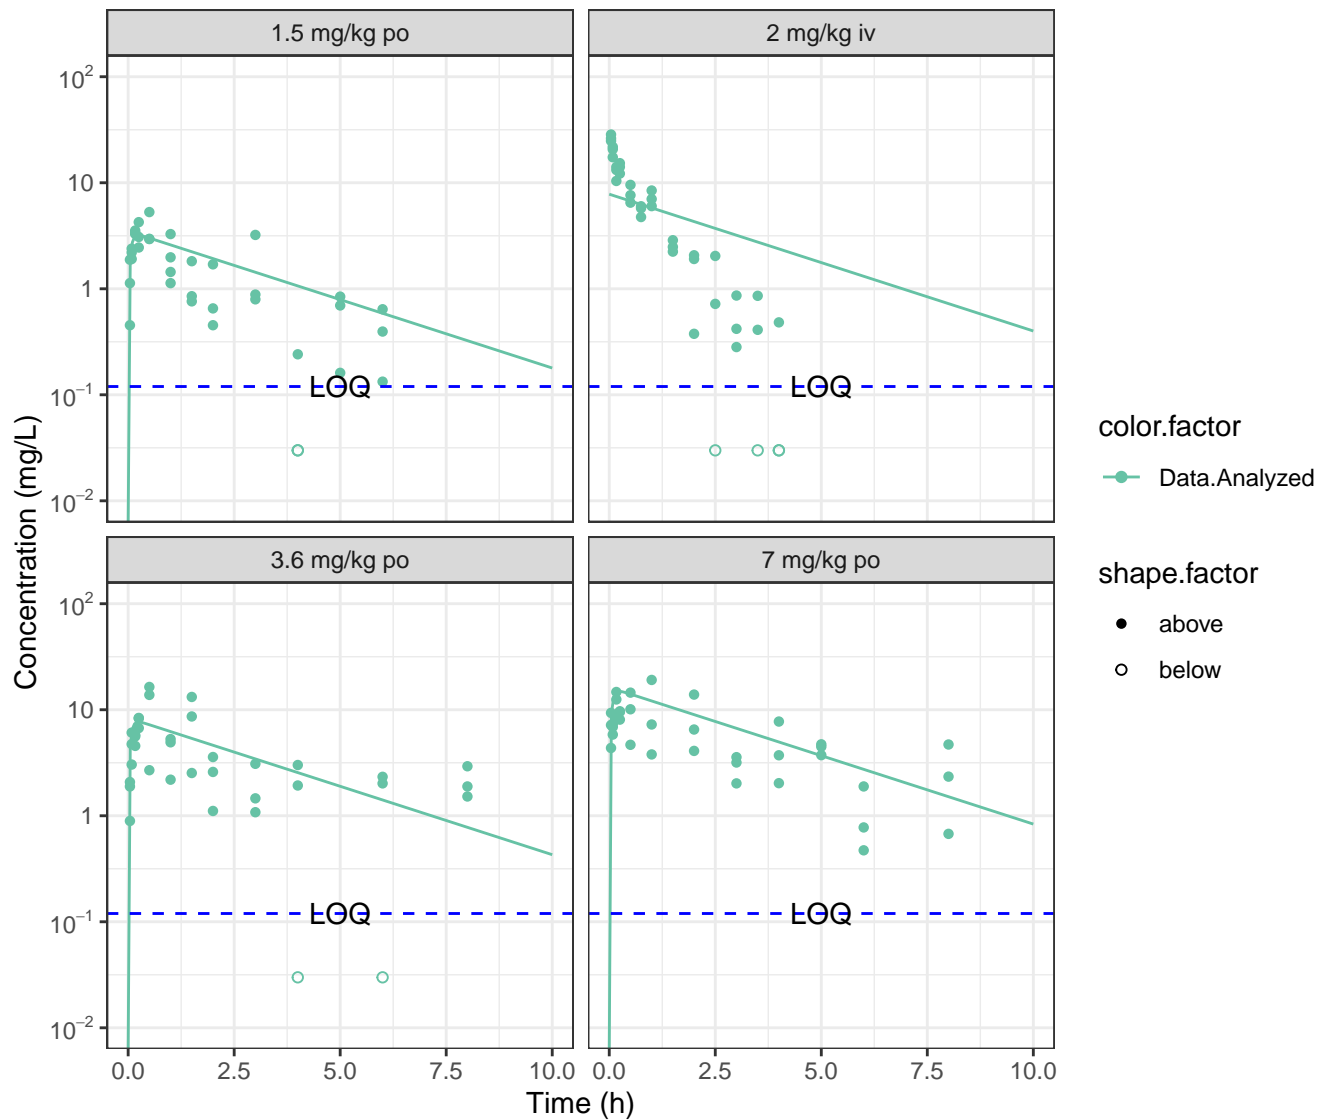 1.5 mg/kg po
2 mg/kg iv
10²
10
1
10⁻¹
10⁻²
LOQ
LOQ
3.6 mg/kg po
7 mg/kg po
10²
10
1
10⁻¹
10⁻²
LOQ
LOQ
0.0 2.5 5.0 7.5 10.0
0.0 2.5 5.0 7.5 10.0
Time (h)
Concentration (mg/L)
color.factor
Data.Analyzed
shape.factor
above
below